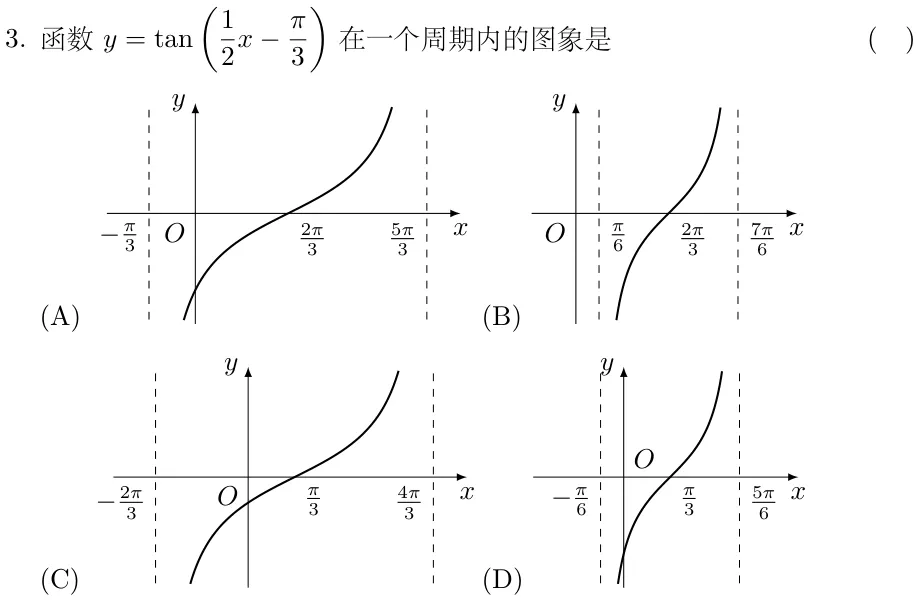 3. 函数 y = tan(1/2 x − π/3) 在一个周期内的图象是 ( )
y y
−π/3 O 2π/3 5π/3 x O π/6 2π/3 7π/6 x
(A) (B)
y y
−2π/3 O π/3 4π/3 x −π/6 O π/3 5π/6 x
(C) (D)